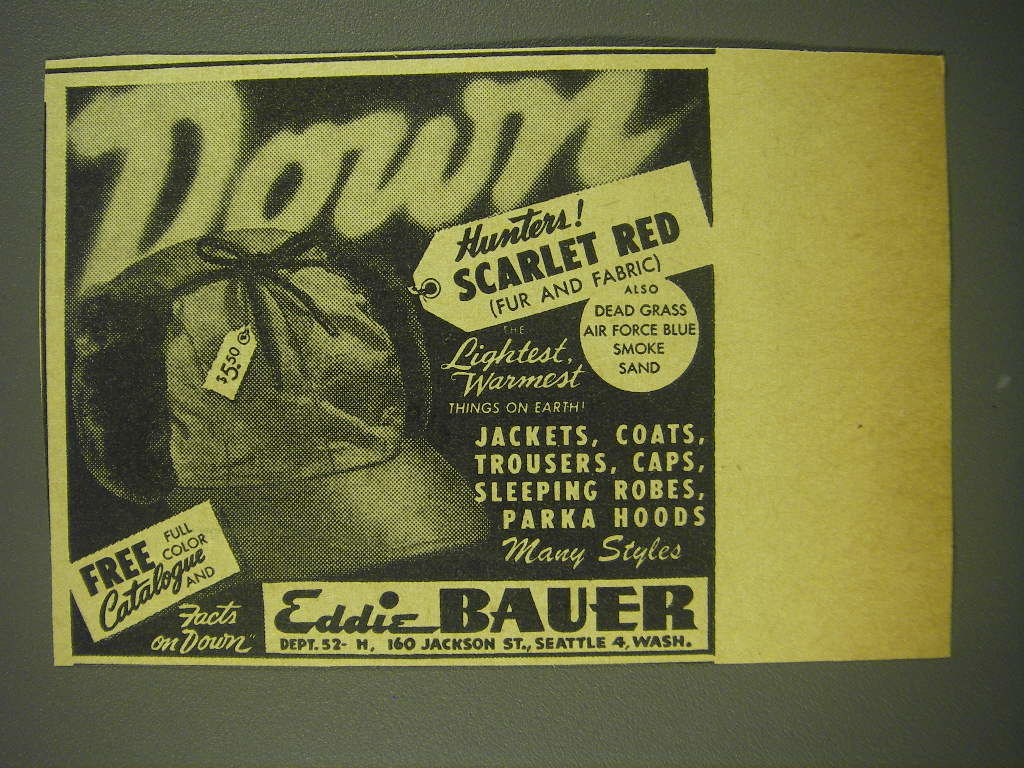 Down
Hunters!
SCARLET RED
(FUR AND FABRIC)
ALSO
DEAD GRASS
AIR FORCE BLUE
SMOKE
SAND
$5.50
THE
Lightest,
Warmest
THINGS ON EARTH!
JACKETS, COATS,
TROUSERS, CAPS,
SLEEPING ROBES,
PARKA HOODS
Many Styles
FREE FULL
COLOR
Catalogue
AND
Facts
on Down"
Eddie BAUER
DEPT. 52- H, 160 JACKSON ST., SEATTLE 4, WASH.